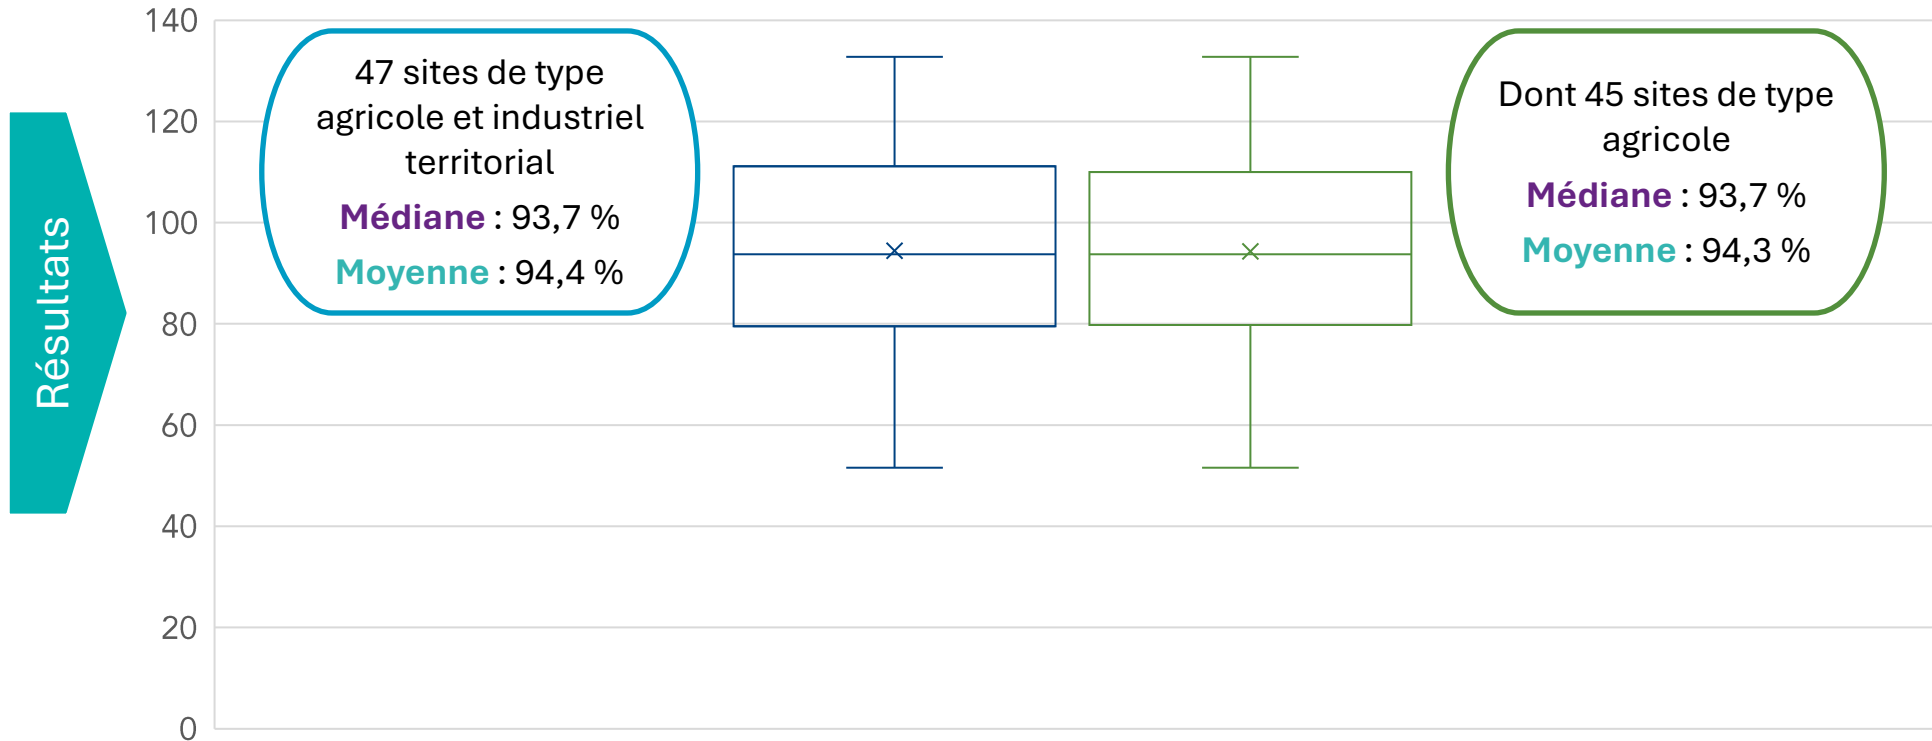 Résultats
140
120
100
80
60
40
20
0
47 sites de type
agricole et industriel
territorial
Médiane : 93,7 %
Moyenne : 94,4 %
Dont 45 sites de type
agricole
Médiane : 93,7 %
Moyenne : 94,3 %